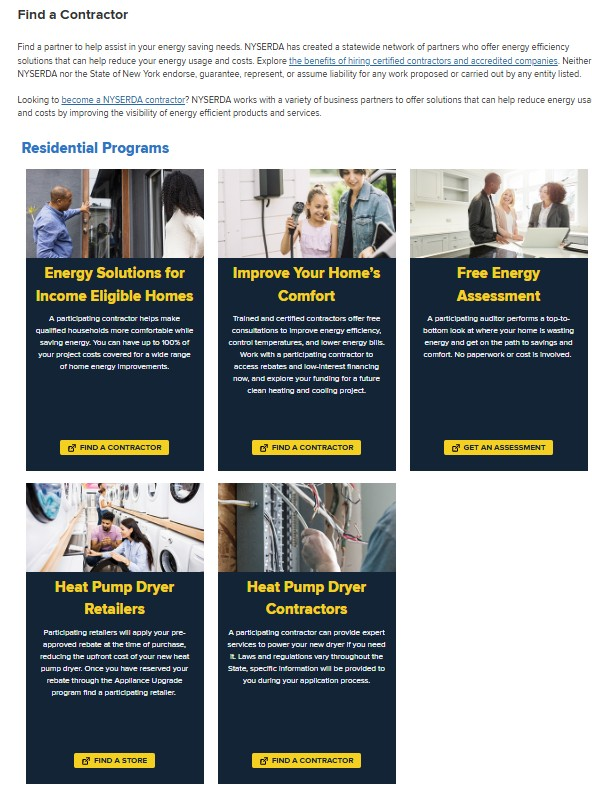 Find a Contractor
Find a partner to help assist in your energy saving needs. NYSERDA has created a statewide network of partners who offer energy efficiency
solutions that can help reduce your energy usage and costs. Explore the benefits of hiring certified contractors and accredited companies. Neither
NYSERDA nor the State of New York endorse, guarantee, represent, or assume liability for any work proposed or carried out by any entity listed.
Looking to become a NYSERDA contractor? NYSERDA works with a variety of business partners to offer solutions that can help reduce energy usa
and costs by improving the visibility of energy efficient products and services.
Residential Programs
Energy Solutions for
Income Eligible Homes
A participating contractor helps make
qualified households more comfortable while
saving energy. You can have up to 100% of
your project costs covered for a wide range
of home energy improvements.
FIND A CONTRACTOR
Improve Your Home's
Comfort
Trained and certified contractors offer free
consultations to improve energy efficiency,
control temperatures, and lower energy bills.
Work with a participating contractor to
access rebates and low-interest financing
now, and explore your funding for a future
clean heating and cooling project.
FIND A CONTRACTOR
Free Energy
Assessment
A participating auditor performs a top-to-
bottom look at where your home is wasting
energy and get on the path to savings and
comfort. No paperwork or cost is involved.
GET AN ASSESSMENT
Heat Pump Dryer
Retailers
Participating retailers will apply your pre-
approved rebate at the time of purchase,
reducing the upfront cost of your new heat
pump dryer. Once you have reserved your
rebate through the Appliance Upgrade
program find a participating retailer.
FIND A STORE
Heat Pump Dryer
Contractors
A participating contractor can provide expert
services to power your new dryer if you need
it. Laws and regulations vary throughout the
State, specific information will be provided to
you during your application process.
FIND A CONTRACTOR